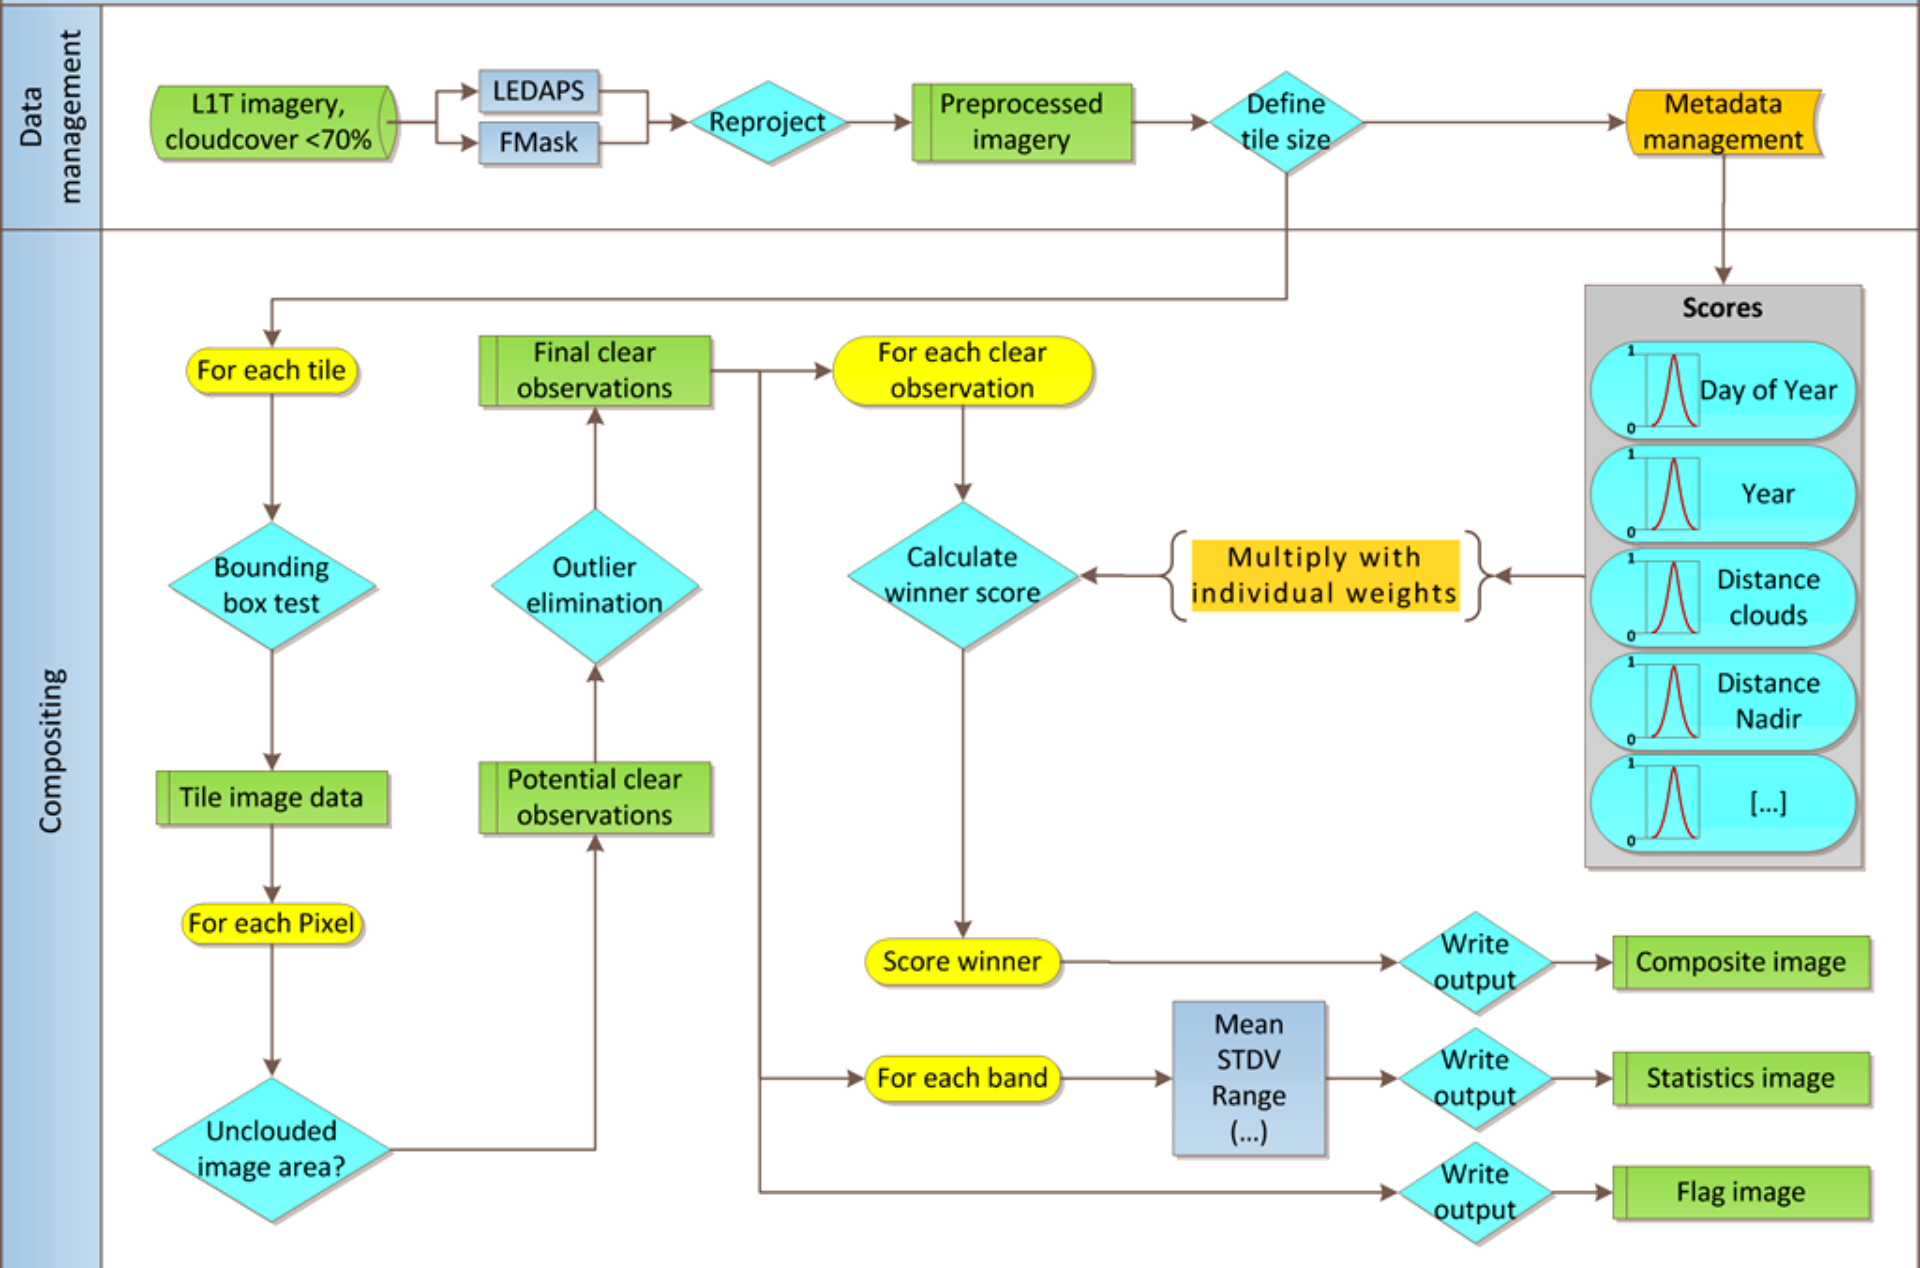 Data
management
L1T imagery,
cloudcover <70%
LEDAPS
FMask
Reproject
Preprocessed
imagery
Define
tile size
Metadata
management
Compositing
For each tile
Bounding
box test
Tile image data
For each Pixel
Unclouded
image area?
Potential clear
observations
Outlier
elimination
Final clear
observations
For each clear
observation
Calculate
winner score
Multiply with
individual weights
Scores
1
0
Day of Year
1
0
Year
1
0
Distance
clouds
1
0
Distance
Nadir
1
0
[...]
Score winner
Write
output
Composite image
For each band
Mean
STDV
Range
(...)
Write
output
Statistics image
Write
output
Flag image